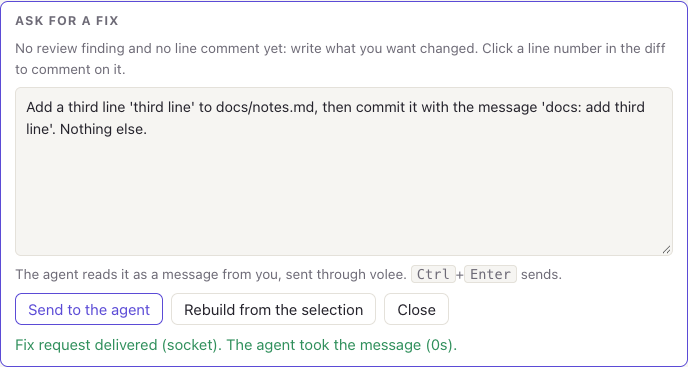 ASK FOR A FIX
No review finding and no line comment yet: write what you want changed. Click a line number in the diff
to comment on it.
Add a third line 'third line' to docs/notes.md, then commit it with the message 'docs: add third
line'. Nothing else.
The agent reads it as a message from you, sent through volee. Ctrl+Enter sends.
Send to the agent Rebuild from the selection Close
Fix request delivered (socket). The agent took the message (0s).